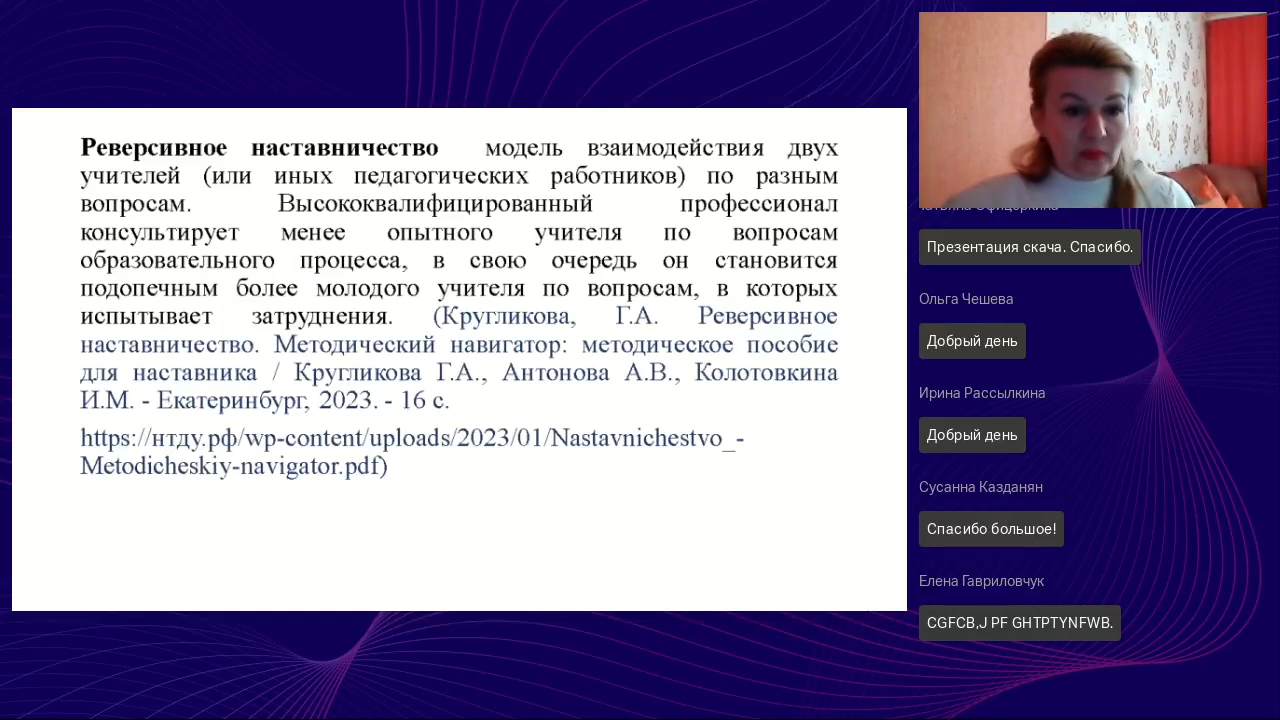 Реверсивное наставничество модель взаимодействия двух
учителей (или иных педагогических работников) по разным
вопросам. Высококвалифицированный профессионал
консультирует менее опытного учителя по вопросам
образовательного процесса, в свою очередь он становится
подопечным более молодого учителя по вопросам, в которых
испытывает затруднения. (Кругликова, Г.А. Реверсивное
наставничество. Методический навигатор: методическое пособие
для наставника / Кругликова Г.А., Антонова А.В., Колотовкина
И.М. - Екатеринбург, 2023. - 16 с.
https://нтду.рф/wp-content/uploads/2023/01/Nastavnichestvo_-
Metodicheskiy-navigator.pdf)
Презентация скача. Спасибо.
Ольга Чешева
Добрый день
Ирина Рассылкина
Добрый день
Сусанна Казданян
Спасибо большое!
Елена Гавриловчук
CGFCB,J PF GHTPTYNFWB.